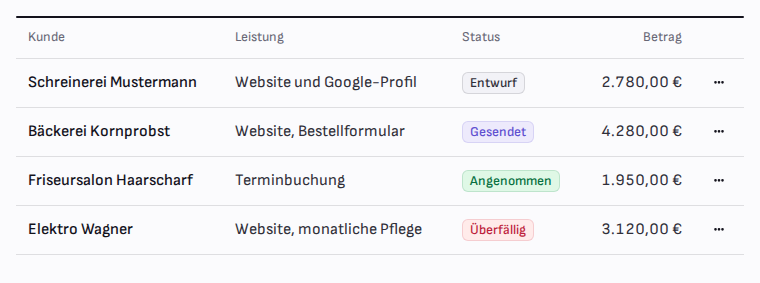 Kunde Leistung Status Betrag
Schreinerei Mustermann Website und Google-Profil Entwurf 2.780,00 € ···
Bäckerei Kornprobst Website, Bestellformular Gesendet 4.280,00 € ···
Friseursalon Haarscharf Terminbuchung Angenommen 1.950,00 € ···
Elektro Wagner Website, monatliche Pflege Überfällig 3.120,00 € ···